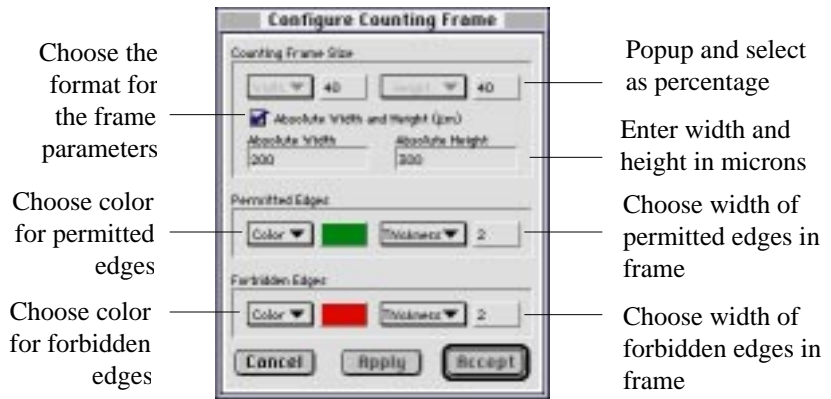 Configure Counting Frame
Choose the
format for
the frame
parameters
Counting Frame Size
Width 40 Height 40
Absolute Width and Height (µm)
Absolute Width Absolute Height
200 300
Popup and select
as percentage
Enter width and
height in microns
Choose color
for permitted
edges
Permitted Edges
Color Thickness 2
Choose width of
permitted edges in
frame
Choose color
for forbidden
edges
Forbidden Edges
Color Thickness 2
Choose width of
forbidden edges in
frame
Cancel Apply Accept